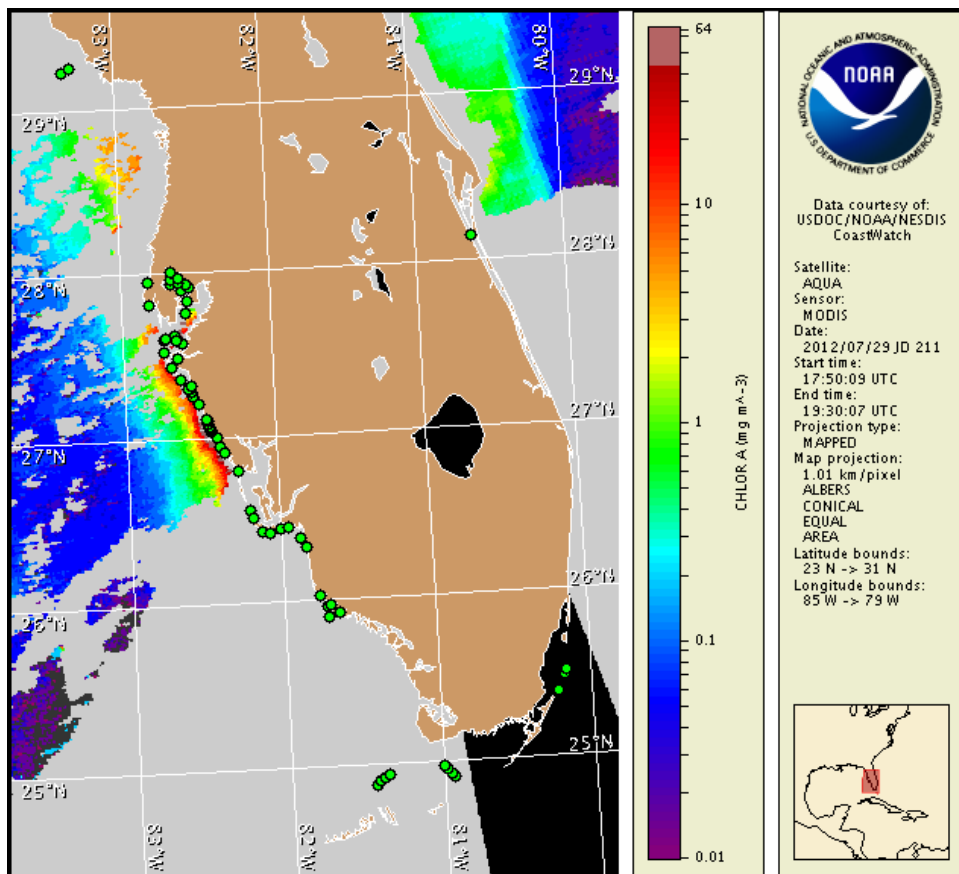 83°W
82°W
81°W
80°W
29°N
29°N
28°N
28°N
27°N
27°N
26°N
26°N
25°N
25°N
83°W
82°W
81°W
64
10
1
0.1
0.01
CHLOR A (mg m^-3)
NATIONAL OCEANIC AND ATMOSPHERIC ADMINISTRATION
NOAA
U.S. DEPARTMENT OF COMMERCE
Data courtesy of:
USDOC/NOAA/NESDIS
CoastWatch
Satellite:
AQUA
Sensor:
MODIS
Date:
2012/07/29 JD 211
Start time:
17:50:09 UTC
End time:
19:30:07 UTC
Projection type:
MAPPED
Map projection:
1.01 km/pixel
ALBERS
CONICAL
EQUAL
AREA
Latitude bounds:
23 N -> 31 N
Longitude bounds:
85 W -> 79 W